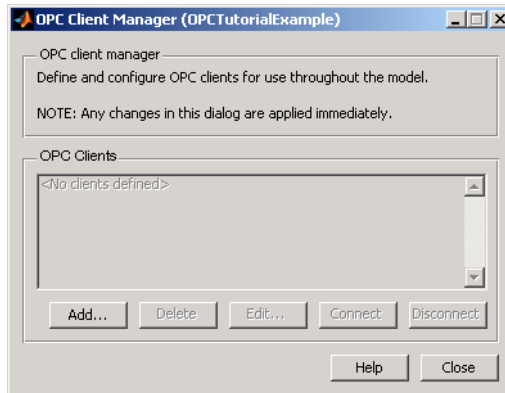 OPC Client Manager (OPCTutorialExample)
OPC client manager
Define and configure OPC clients for use throughout the model.
NOTE: Any changes in this dialog are applied immediately.
OPC Clients
<No clients defined>
Add... Delete Edit... Connect Disconnect
Help Close